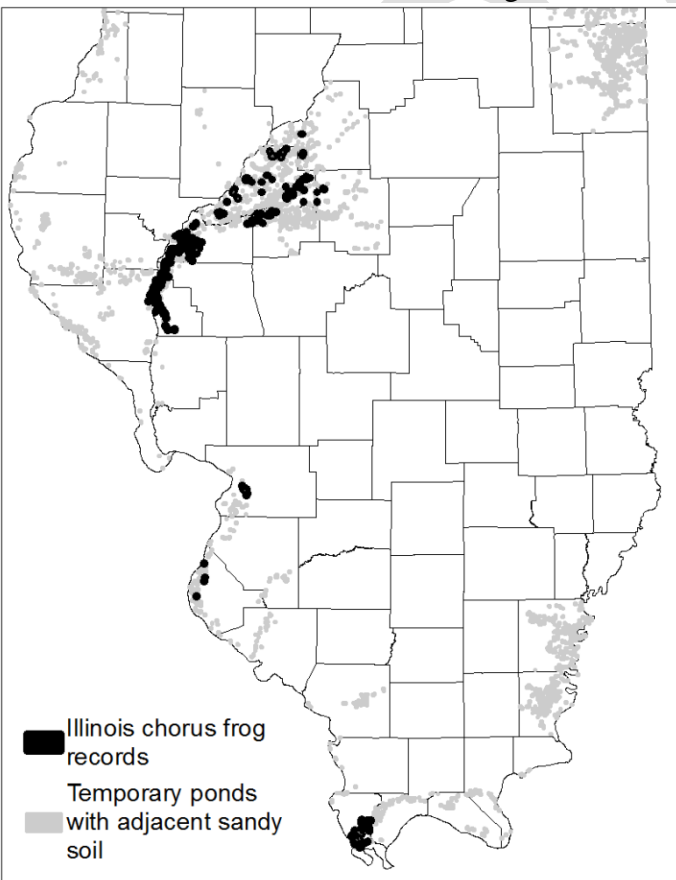 Illinois chorus frog
records
Temporary ponds
with adjacent sandy
soil